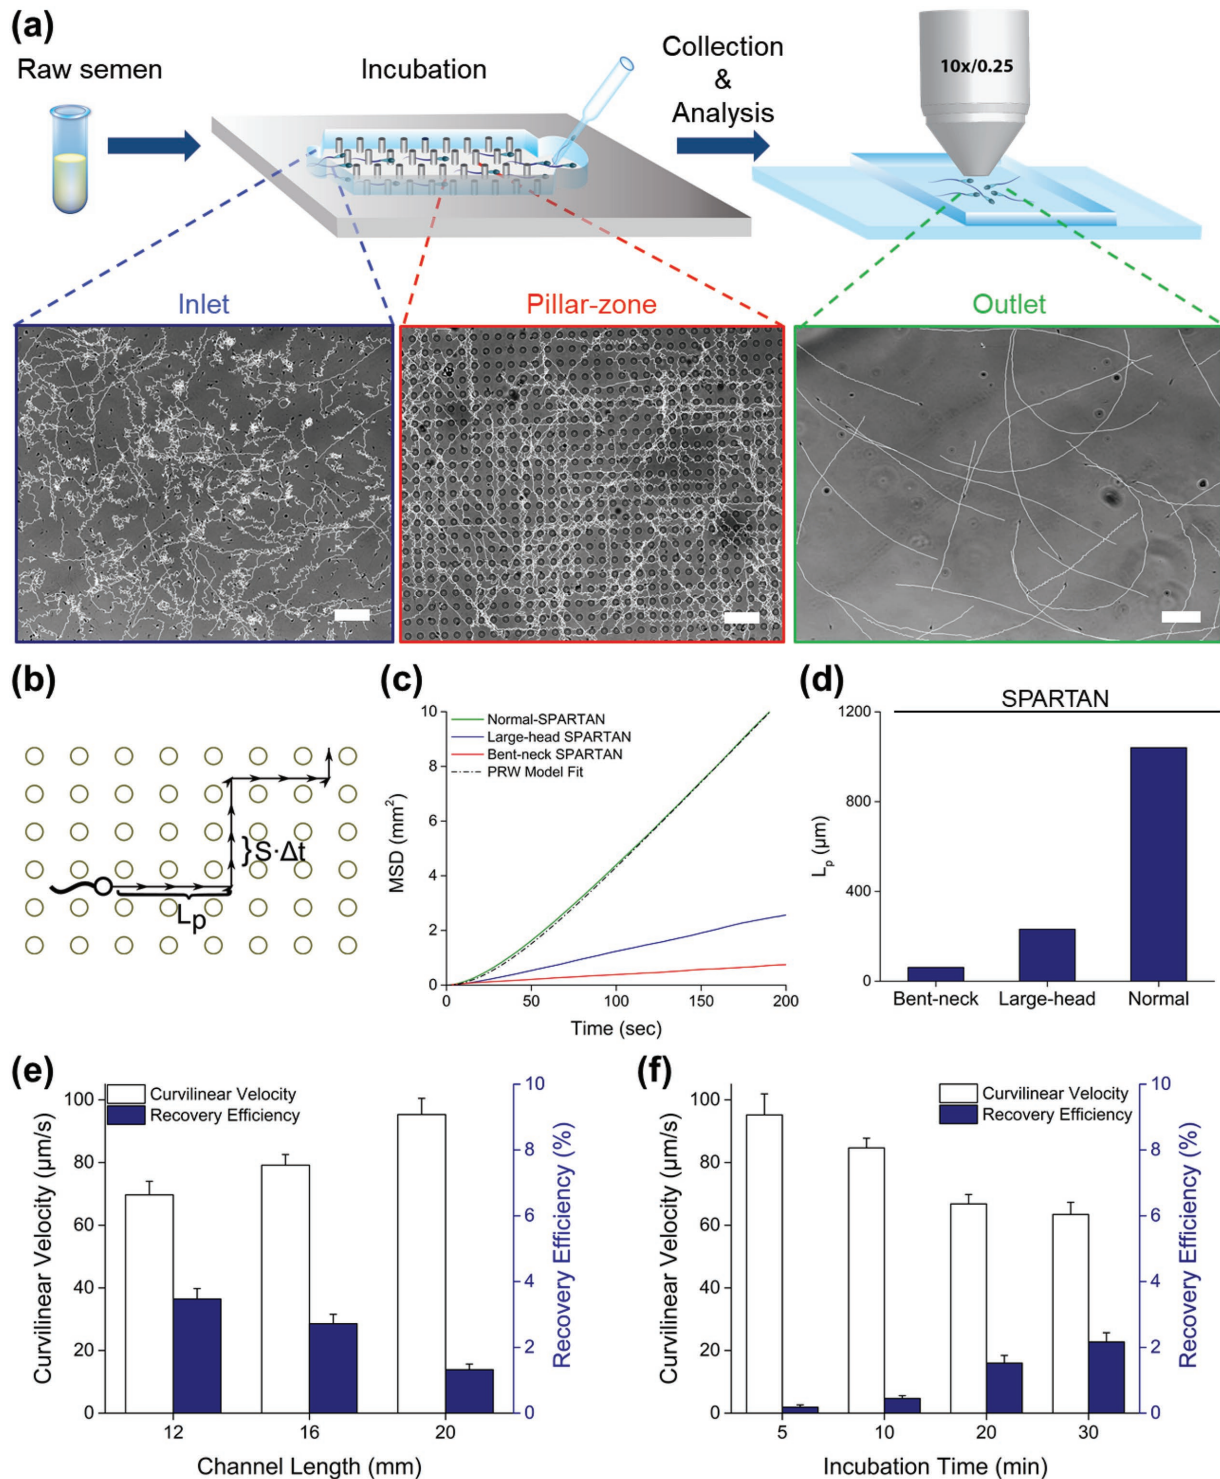 (a)
Raw semen
Incubation
Collection
&
Analysis
10x/0.25
Inlet
Pillar-zone
Outlet
(b)
S·Δt
Lp
(c)
10
8
6
4
2
0
MSD (mm²)
Normal-SPARTAN
Large-head SPARTAN
Bent-neck SPARTAN
PRW Model Fit
0 50 100 150 200
Time (sec)
(d)
SPARTAN
1200
800
400
0
Lp (μm)
Bent-neck Large-head Normal
(e)
Curvilinear Velocity
Recovery Efficiency
100
80
60
40
20
0
Curvilinear Velocity (μm/s)
10
8
6
4
2
0
Recovery Efficiency (%)
12 16 20
Channel Length (mm)
(f)
Curvilinear Velocity
Recovery Efficiency
100
80
60
40
20
0
Curvilinear Velocity (μm/s)
10
8
6
4
2
0
Recovery Efficiency (%)
5 10 20 30
Incubation Time (min)